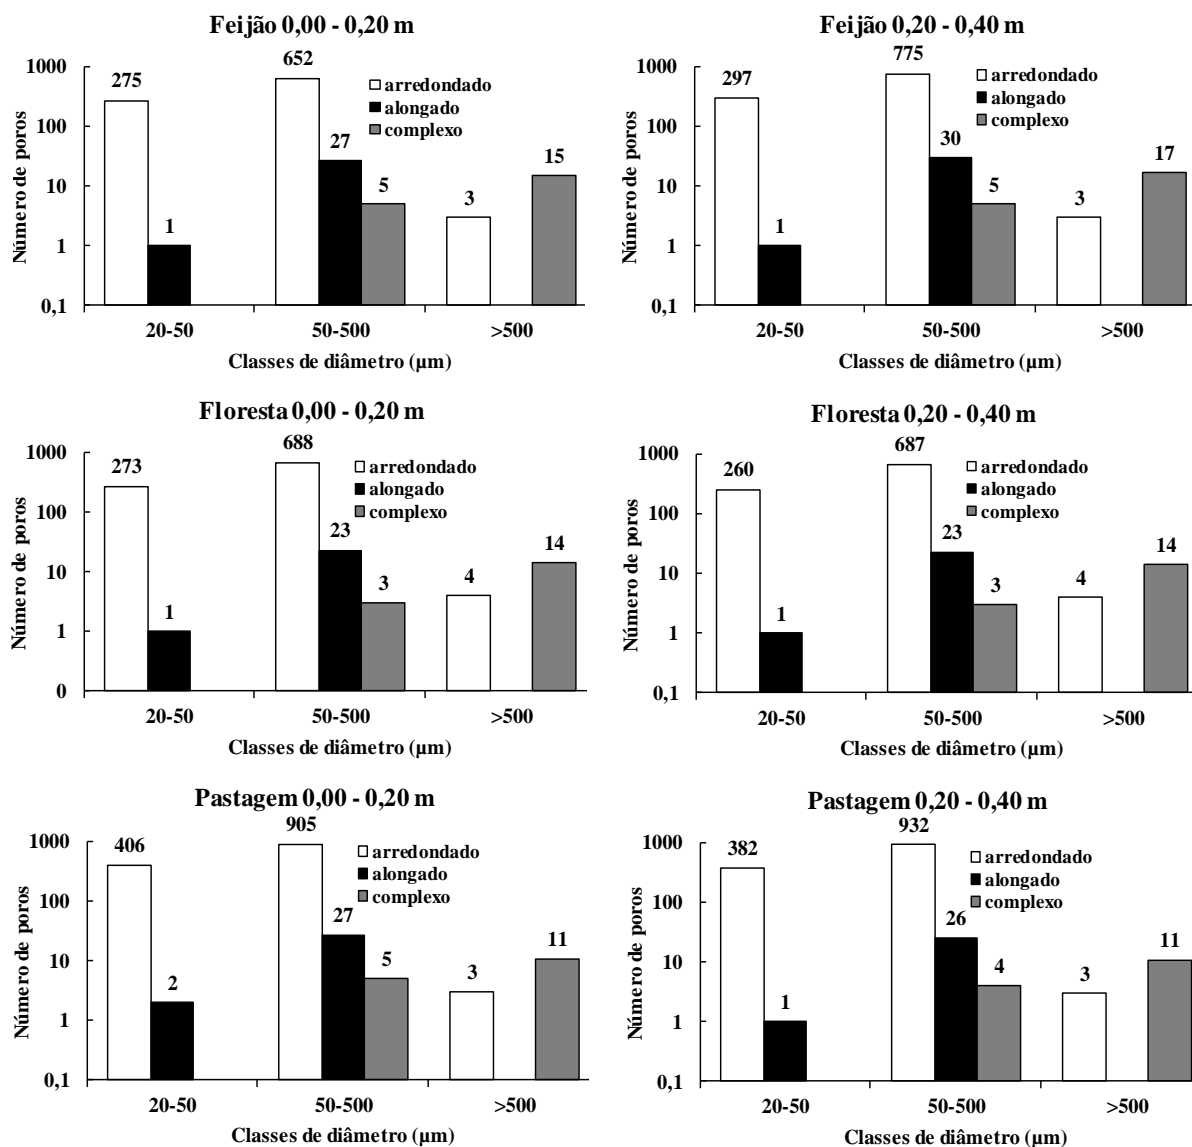 Feijão 0,00 - 0,20 m
Número de poros
1000
100
10
1
0,1
275
1
652
27
5
3
15
arredondado
alongado
complexo
20-50
50-500
>500
Classes de diâmetro (µm)
Feijão 0,20 - 0,40 m
Número de poros
1000
100
10
1
0,1
297
1
775
30
5
3
17
arredondado
alongado
complexo
20-50
50-500
>500
Classes de diâmetro (µm)
Floresta 0,00 - 0,20 m
Número de poros
1000
100
10
1
0
273
1
688
23
3
4
14
arredondado
alongado
complexo
20-50
50-500
>500
Classes de diâmetro (µm)
Floresta 0,20 - 0,40 m
Número de poros
1000
100
10
1
0,1
260
1
687
23
3
4
14
arredondado
alongado
complexo
20-50
50-500
>500
Classes de diâmetro (µm)
Pastagem 0,00 - 0,20 m
Número de poros
1000
100
10
1
0,1
406
2
905
27
5
3
11
arredondado
alongado
complexo
20-50
50-500
>500
Classes de diâmetro (µm)
Pastagem 0,20 - 0,40 m
Número de poros
1000
100
10
1
0,1
382
1
932
26
4
3
11
arredondado
alongado
complexo
20-50
50-500
>500
Classes de diâmetro (µm)